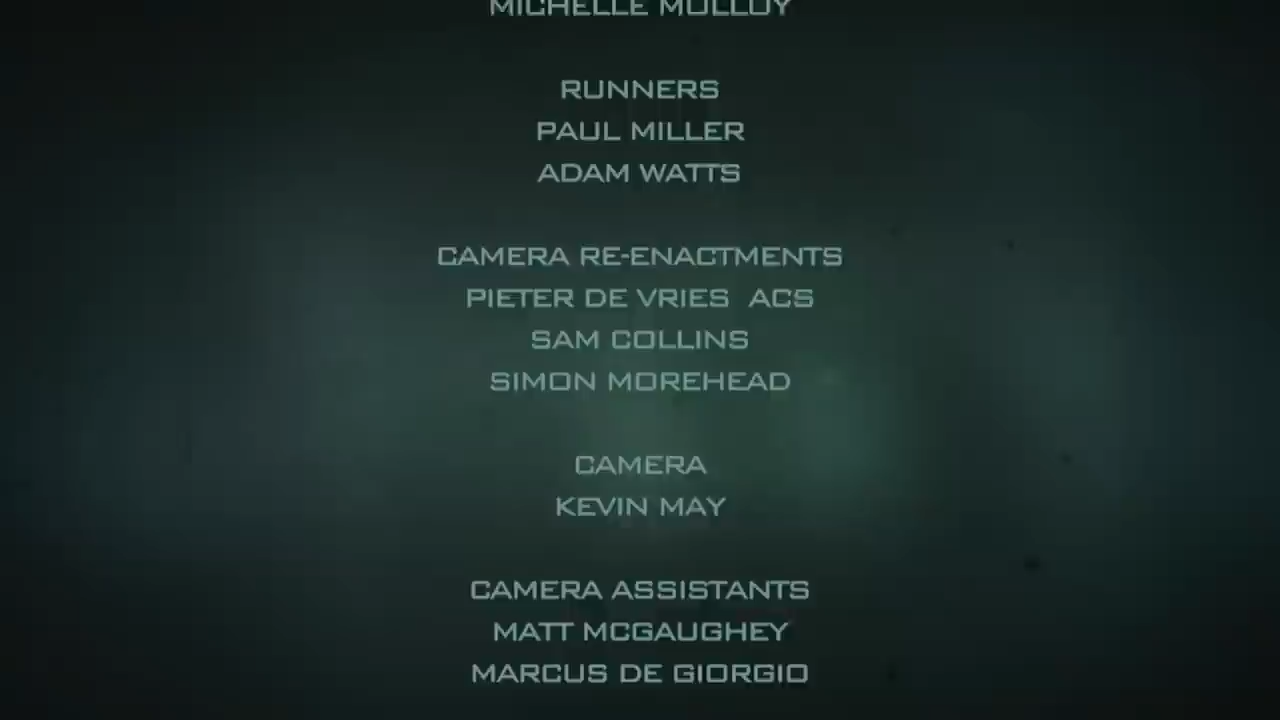 MICHELLE MOLLOY
RUNNERS
PAUL MILLER
ADAM WATTS
CAMERA RE-ENACTMENTS
PIETER DE VRIES ACS
SAM COLLINS
SIMON MOREHEAD
CAMERA
KEVIN MAY
CAMERA ASSISTANTS
MATT MCGAUGHEY
MARCUS DE GIORGIO